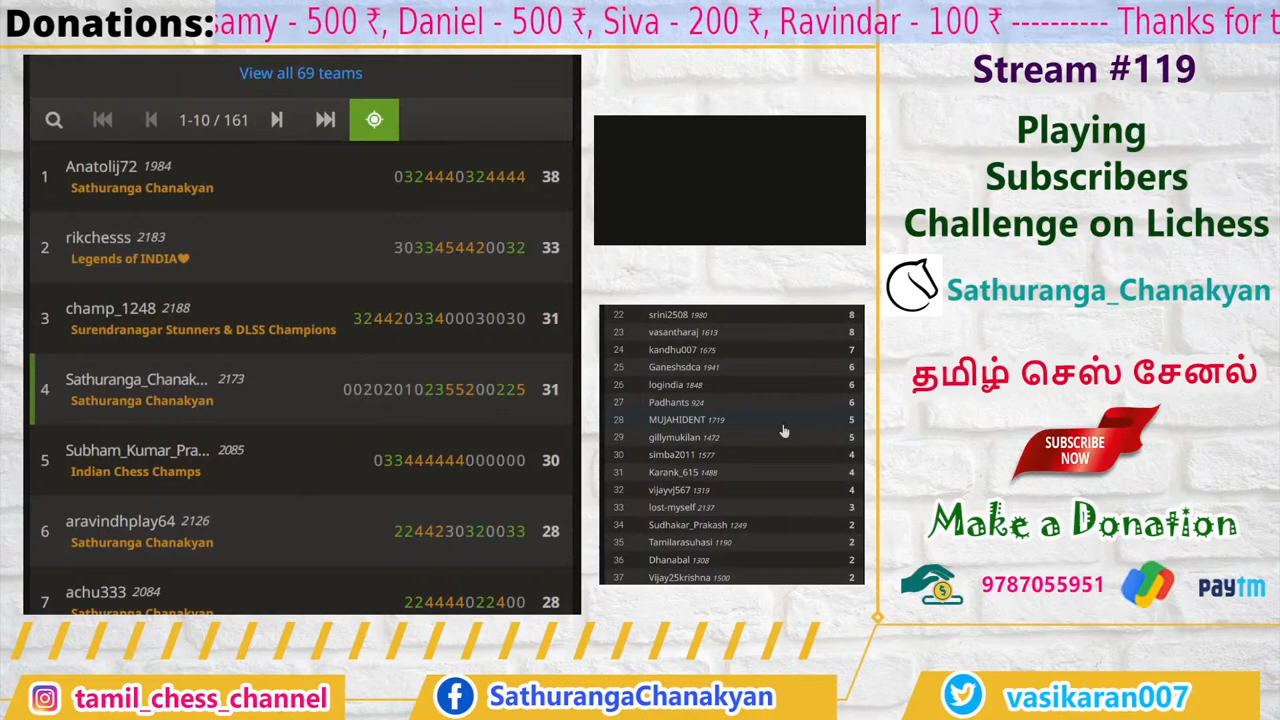 Donations:
samy - 500 ₹, Daniel - 500 ₹, Siva - 200 ₹, Ravindar - 100 ₹ ---------- Thanks for t
View all 69 teams
1-10 / 161
1 Anatolij72 1984 0324440324444 38
Sathuranga Chanakyan
2 rikchesss 2183 3033454420032 33
Legends of INDIA🧡
3 champ_1248 2188 32442033400030030 31
Surendranagar Stunners & DLSS Champions
4 Sathuranga_Chanak... 2173 002020102355200225 31
Sathuranga Chanakyan
5 Subham_Kumar_Pra... 2085 033444444000000 30
Indian Chess Champs
6 aravindhplay64 2126 2244230320033 28
Sathuranga Chanakyan
7 achu333 2084 224444022400 28
Sathuranga Chanakyan
22 srini2508 1980 8
23 vasantharaj 1613 8
24 kandhu007 1675 7
25 Ganeshsdca 1941 6
26 logindia 1848 6
27 Padhants 924 6
28 MUJAHIDENT 1719 5
29 gillymukilan 1472 5
30 simba2011 1577 4
31 Karank_615 1488 4
32 vijayvj567 1319 4
33 lost-myself 2137 3
34 Sudhakar_Prakash 1249 2
35 Tamilarasuhasi 1190 2
36 Dhanabal 1308 2
37 Vijay25krishna 1500 2
Stream #119
Playing
Subscribers
Challenge on Lichess
Sathuranga_Chanakyan
தமிழ் செஸ் சேனல்
SUBSCRIBE
NOW
Make a Donation
9787055951
paytm
tamil_chess_channel
SathurangaChanakyan
vasikaran007